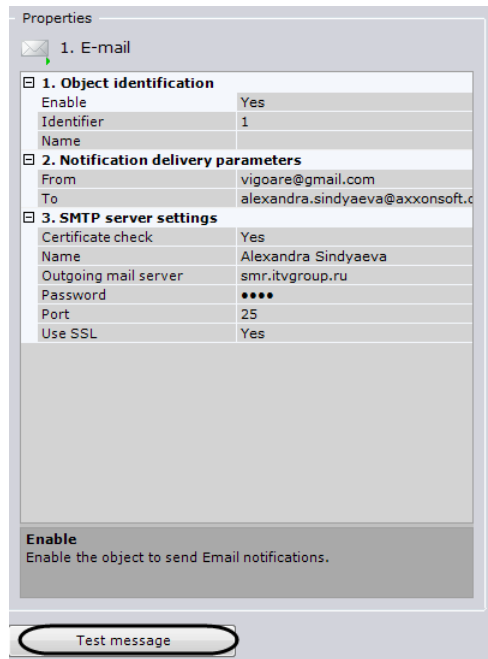 Properties
1. E-mail
1. Object identification
Enable Yes
Identifier 1
Name
2. Notification delivery parameters
From vigoare@gmail.com
To alexandra.sindyaeva@axxonsoft.c
3. SMTP server settings
Certificate check Yes
Name Alexandra Sindyaeva
Outgoing mail server smr.itvgroup.ru
Password ●●●●
Port 25
Use SSL Yes
Enable
Enable the object to send Email notifications.
Test message